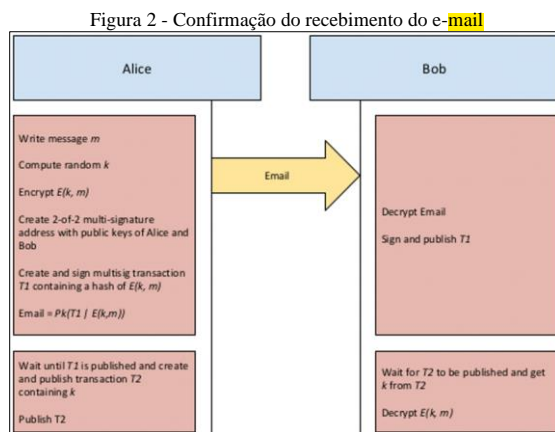 Figura 2 - Confirmação do recebimento do e-mail
Alice
Bob
Write message m
Compute random k
Encrypt E(k, m)
Create 2-of-2 multi-signature
address with public keys of Alice and
Bob
Create and sign multisig transaction
T1 containing a hash of E(k, m)
Email = Pk(T1 | E(k,m))
Email
Decrypt Email
Sign and publish T1
Wait until T1 is published and create
and publish transaction T2
containing k
Publish T2
Wait for T2 to be published and get
k from T2
Decrypt E(k, m)